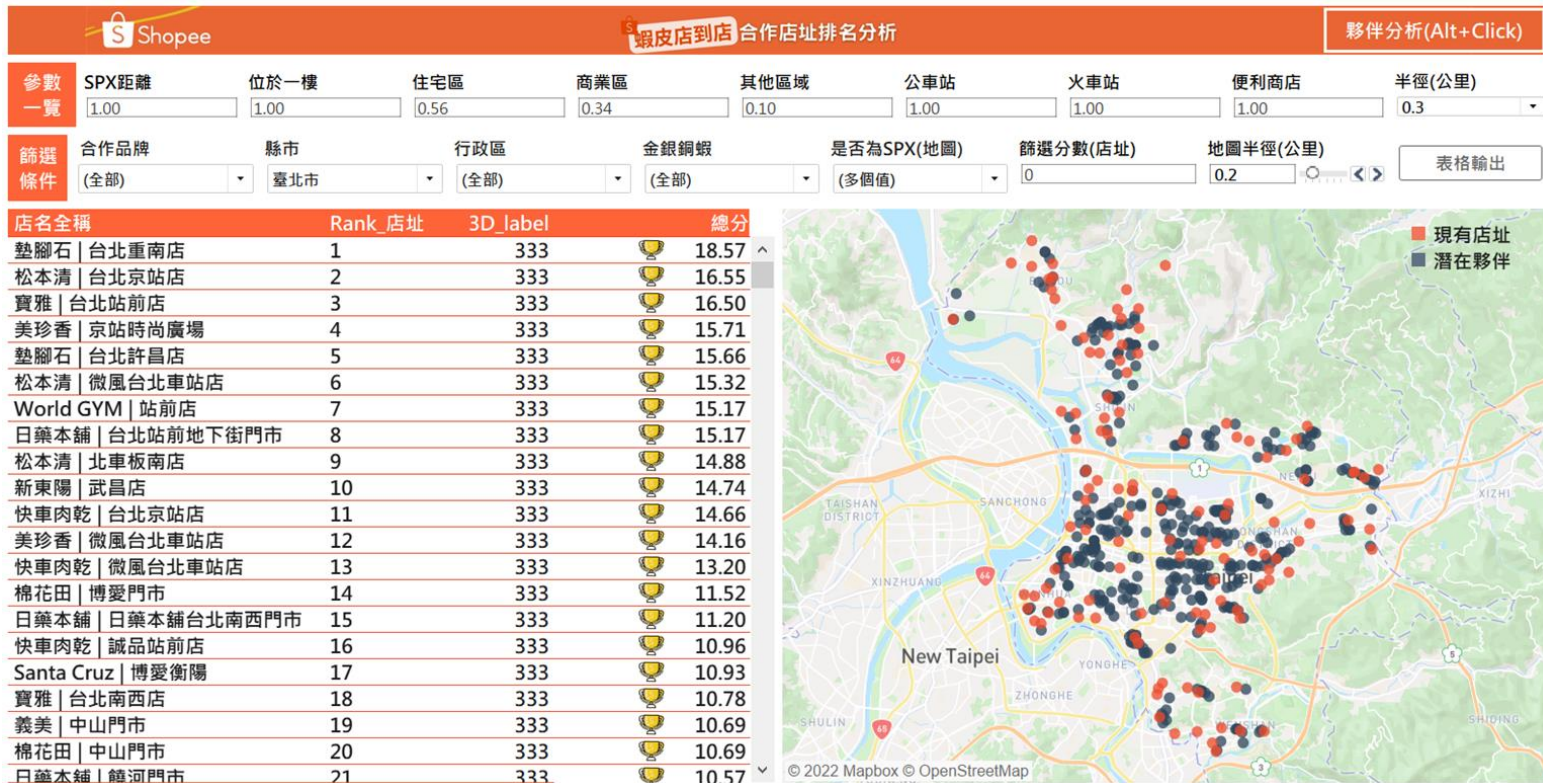 Shopee
蝦皮店到店 合作店址排名分析
夥伴分析(Alt+Click)
參數一覽
SPX距離 位於一樓 住宅區 商業區 其他區域 公車站 火車站 便利商店 半徑(公里)
1.00 1.00 0.56 0.34 0.10 1.00 1.00 1.00 0.3
篩選條件
合作品牌 縣市 行政區 金銀銅蝦 是否為SPX(地圖) 篩選分數(店址) 地圖半徑(公里)
(全部) 臺北市 (全部) (全部) (多個值) 0 0.2 表格輸出
店名全稱 Rank_店址 3D_label 總分
墊腳石 | 台北重南店 1 333 18.57
松本清 | 台北京站店 2 333 16.55
寶雅 | 台北站前店 3 333 16.50
美珍香 | 京站時尚廣場 4 333 15.71
墊腳石 | 台北許昌店 5 333 15.66
松本清 | 微風台北車站店 6 333 15.32
World GYM | 站前店 7 333 15.17
日藥本舖 | 台北站前地下街門市 8 333 15.17
松本清 | 北車板南店 9 333 14.88
新東陽 | 武昌店 10 333 14.74
快車肉乾 | 台北京站店 11 333 14.66
美珍香 | 微風台北車站店 12 333 14.16
快車肉乾 | 微風台北車站店 13 333 13.20
棉花田 | 博愛門市 14 333 11.52
日藥本舖 | 日藥本舖台北南西門市 15 333 11.20
快車肉乾 | 誠品站前店 16 333 10.96
Santa Cruz | 博愛衡陽 17 333 10.93
寶雅 | 台北南西店 18 333 10.78
義美 | 中山門市 19 333 10.69
棉花田 | 中山門市 20 333 10.69
日藥本舖 | 饒河門市 21 333 10.57
現有店址
潛在夥伴
64
1
TAISHAN
DISTRICT
SANCHONG
XIZHI
XINZHUANG
64
Taipei
New Taipei
YONGHE
5
ZHONGHE
SHULIN
65
SHIDING
3
© 2022 Mapbox © OpenStreetMap